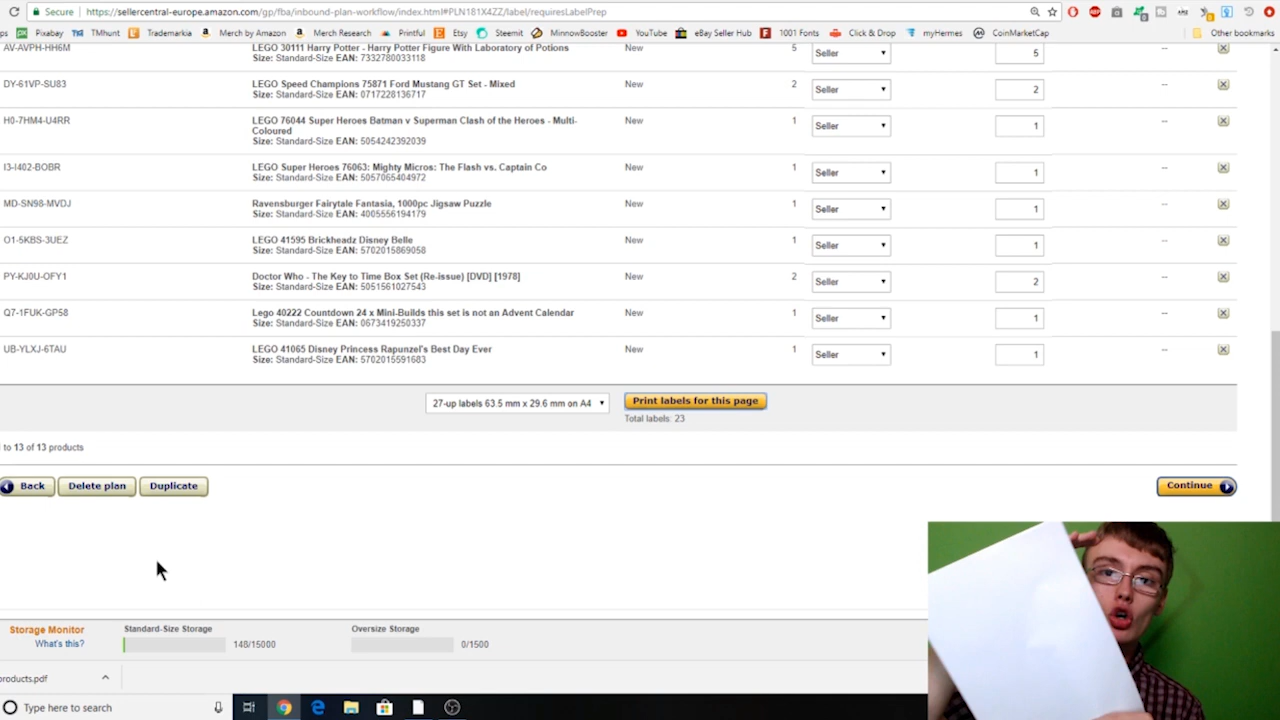 Secure https://sellercentral-europe.amazon.com/gp/fba/inbound-plan-workflow/index.html#PLN181X4ZZ/label/requiresLabelPrep
ps Pixabay TMhunt Trademarkia Merch by Amazon Merch Research Printful Etsy Steemit MinnowBooster YouTube eBay Seller Hub 1001 Fonts Click & Drop myHermes CoinMarketCap Other bookmarks
AV-AVPH-HH6M LEGO 30111 Harry Potter - Harry Potter Figure With Laboratory of Potions New 5 Seller 5 --
Size: Standard-Size EAN: 7332780033118
DY-61VP-SU83 LEGO Speed Champions 75871 Ford Mustang GT Set - Mixed New 2 Seller 2 --
Size: Standard-Size EAN: 0717228136717
H0-7HM4-U4RR LEGO 76044 Super Heroes Batman v Superman Clash of the Heroes - Multi- New 1 Seller 1 --
Coloured
Size: Standard-Size EAN: 5054242392039
I3-I402-BOBR LEGO Super Heroes 76063: Mighty Micros: The Flash vs. Captain Co New 1 Seller 1 --
Size: Standard-Size EAN: 5057065404972
MD-SN98-MVDJ Ravensburger Fairytale Fantasia, 1000pc Jigsaw Puzzle New 1 Seller 1 --
Size: Standard-Size EAN: 4005556194179
O1-5KBS-3UEZ LEGO 41595 Brickheadz Disney Belle New 1 Seller 1 --
Size: Standard-Size EAN: 5702015869058
PY-KJ0U-OFY1 Doctor Who - The Key to Time Box Set (Re-issue) [DVD] [1978] New 2 Seller 2 --
Size: Standard-Size EAN: 5051561027543
Q7-1FUK-GP58 Lego 40222 Countdown 24 x Mini-Builds this set is not an Advent Calendar New 1 Seller 1 --
Size: Standard-Size EAN: 0673419250337
UB-YLXJ-6TAU LEGO 41065 Disney Princess Rapunzel's Best Day Ever New 1 Seller 1 --
Size: Standard-Size EAN: 5702015591683
27-up labels 63.5 mm x 29.6 mm on A4 Print labels for this page
Total labels: 23
to 13 of 13 products
Back Delete plan Duplicate Continue
Storage Monitor Standard-Size Storage Oversize Storage
What's this? 148/15000 0/1500
roducts.pdf
Type here to search